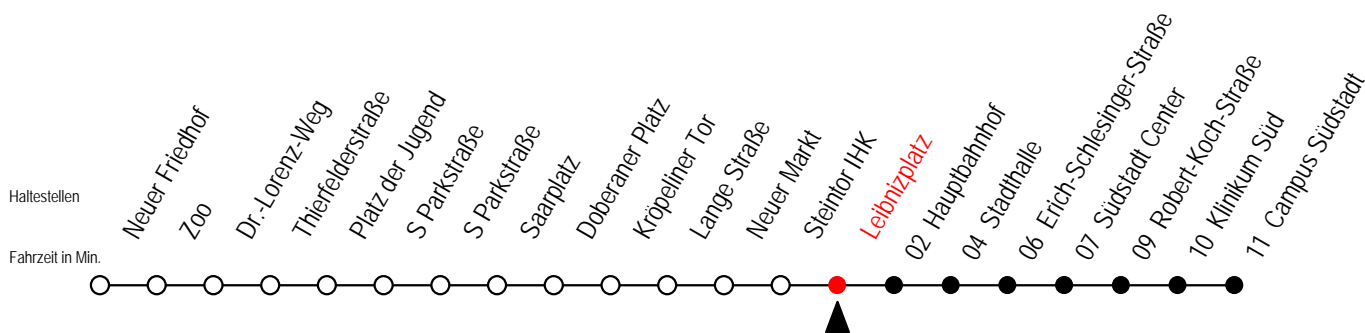 Haltestellen
Fahrzeit in Min.
Neuer Friedhof
Zoo
Dr.-Lorenz-Weg
Thierfelderstraße
Platz der Jugend
S Parkstraße
S Parkstraße
Saarplatz
Doberaner Platz
Kröpeliner Tor
Lange Straße
Neuer Markt
Steintor IHK
Leibnizplatz
02 Hauptbahnhof
04 Stadthalle
06 Erich-Schlesinger-Straße
07 Südstadt Center
09 Robert-Koch-Straße
10 Klinikum Süd
11 Campus Südstadt